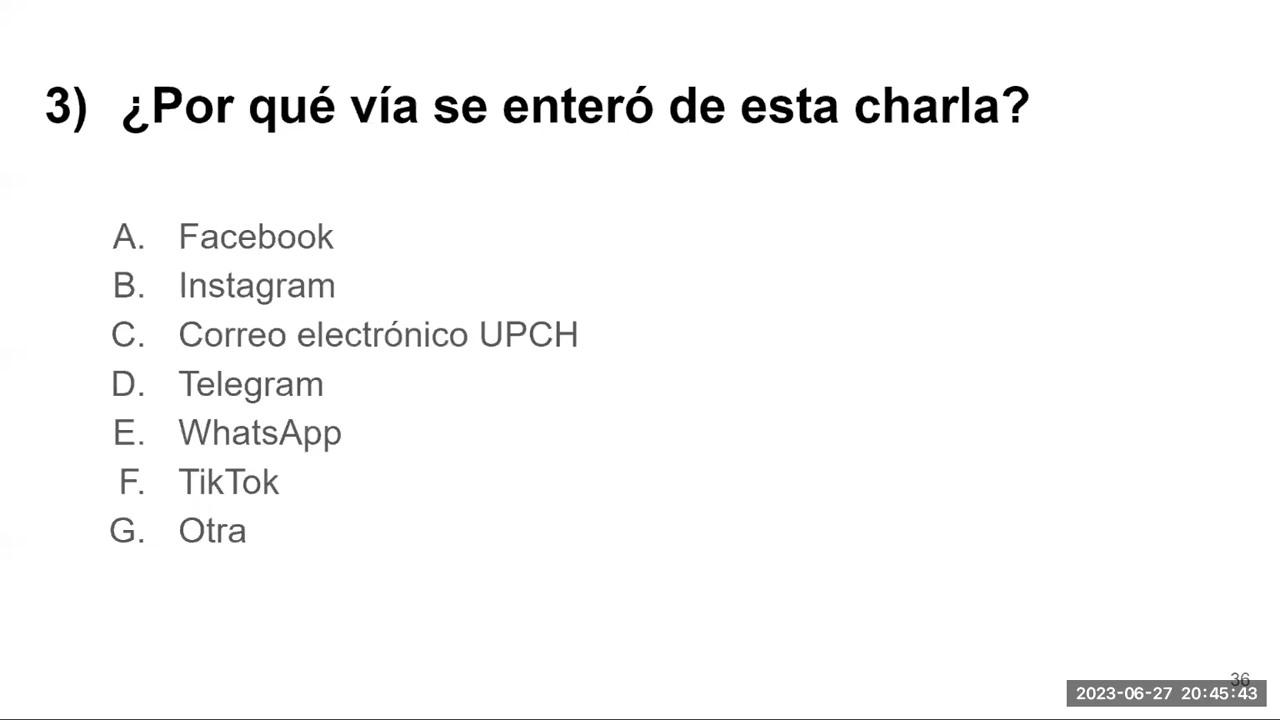 3) ¿Por qué vía se enteró de esta charla?
A. Facebook
B. Instagram
C. Correo electrónico UPCH
D. Telegram
E. WhatsApp
F. TikTok
G. Otra
36
2023-06-27 20:45:43